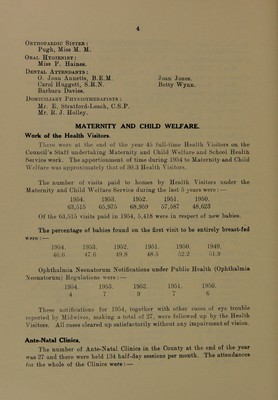 4
ORTHOPAEDIC SISTER :
Pugh, Miss M. M.
ORAL HYGIENIST :
Miss P. Haines.
DENTAL ATTENDANTS :
O. Joan Annetts, B.E.M. Joan Jones.
Carol Huggett, S.R.N. Betty Wynn.
Barbara Davies.
DOMICILIARY PHYSIOTHERAPISTS :
Mr. E. Stratford-Leach, C.S.P.
Mr. R. J. Holley.
MATERNITY AND CHILD WELFARE.
Work of the Health Visitors.
There were at the end of the year 45 full-time Health Visitors on the
Council's Staff undertaking Maternity and Child Welfare and School Health
Service work. The apportionment of time during 1954 to Maternity and Child
Welfare was approximately that of 30.3 Health Visitors.
The number of visits paid to homes by Health Visitors under the
Maternity and Child Welfare Service during the last 5 years were : —
1954. 1953. 1952. 1951. 1950.
63,515 65,975 68,959 57,587 48,623
Of the 63,515 visits paid in 1954, 5,418 were in respect of new babies.
The percentage of babies found on the first visit to be entirely breast-fed
were : —
1954. 1953. 1952. 1951. 1950. 1949.
46.6 47.6 49.8 48.5 52.2 51.9
Ophthalmia Neonatorum Notifications under Public Health (Ophthalmia
Neonatorum) Regulations were : —
1954. 1953. 1952. 1951. 1950.
4 7 9 7 6
These notifications for 1954, together with other cases of eye trouble
reported by Midwives, making a total of 27, were followed up by the Health
Visitors. All cases cleared up satisfactorily without any impairment of vision.
Ante-Natal Clinics.
The number of Ante-Natal Clinics in the County at the end of the year
was 27 and there were held 134 half-day sessions per month. The attendances
for the whole of the Clinics were : —